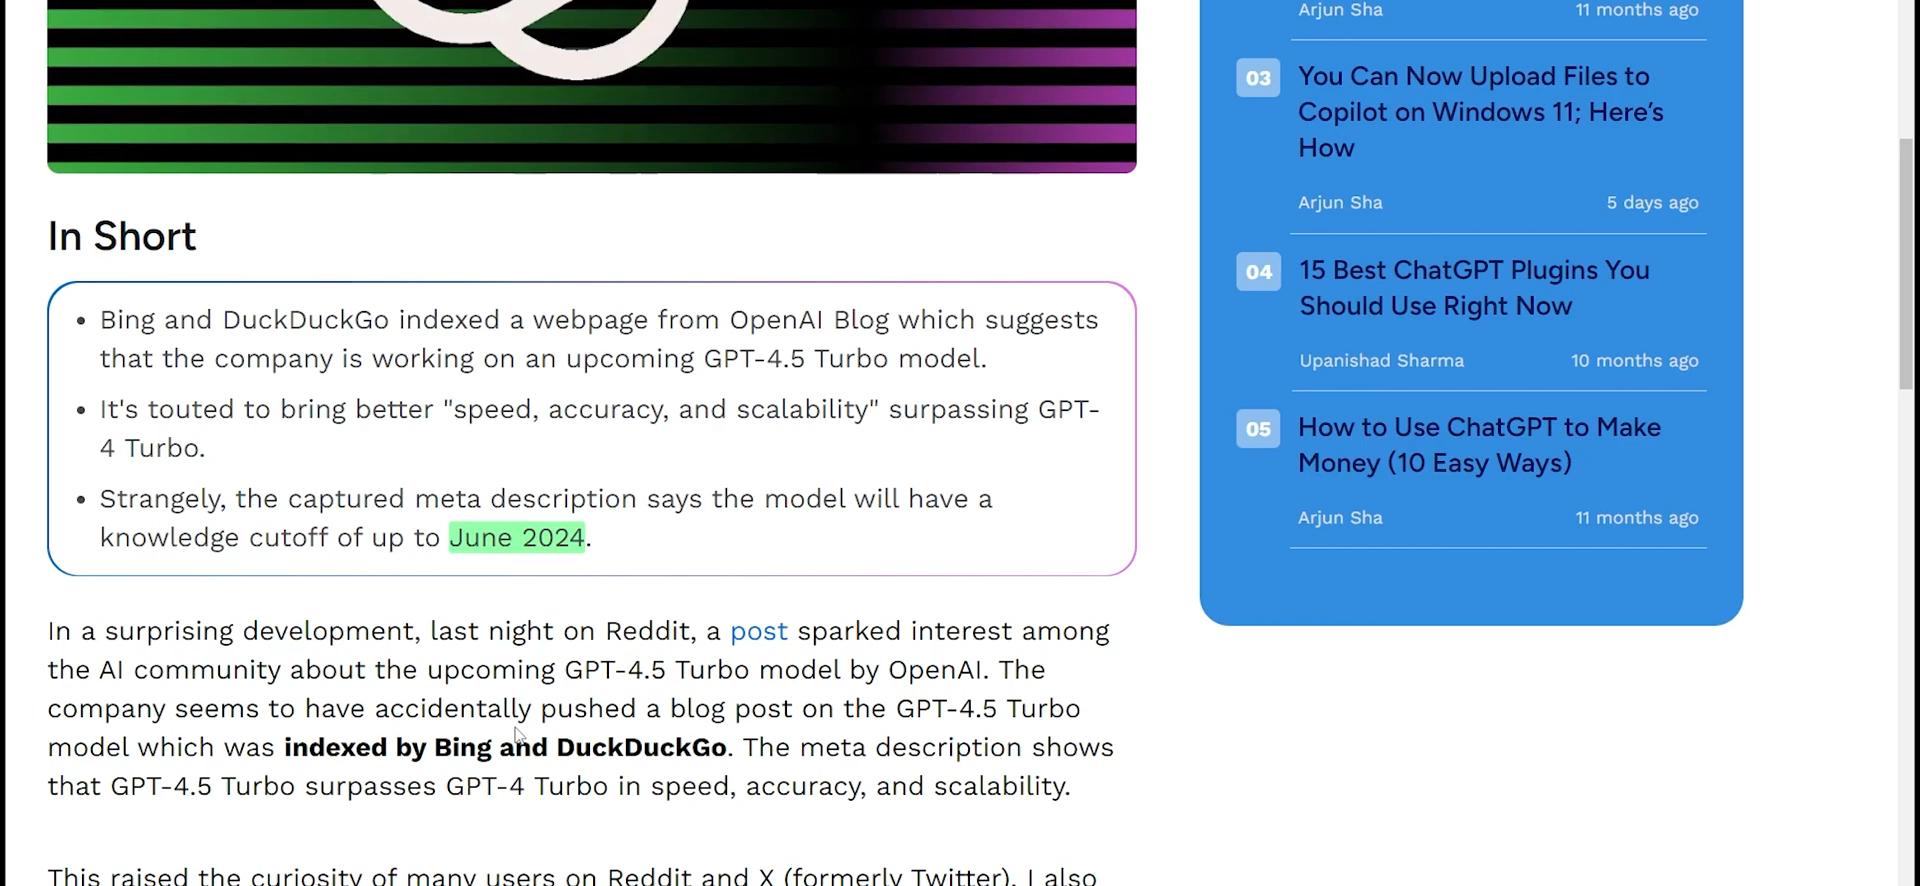 In Short
• Bing and DuckDuckGo indexed a webpage from OpenAI Blog which suggests
that the company is working on an upcoming GPT-4.5 Turbo model.
• It's touted to bring better "speed, accuracy, and scalability" surpassing GPT-
4 Turbo.
• Strangely, the captured meta description says the model will have a
knowledge cutoff of up to June 2024.
In a surprising development, last night on Reddit, a post sparked interest among
the AI community about the upcoming GPT-4.5 Turbo model by OpenAI. The
company seems to have accidentally pushed a blog post on the GPT-4.5 Turbo
model which was indexed by Bing and DuckDuckGo. The meta description shows
that GPT-4.5 Turbo surpasses GPT-4 Turbo in speed, accuracy, and scalability.
This raised the curiosity of many users on Reddit and X (formerly Twitter). I also
Arjun Sha 11 months ago
03 You Can Now Upload Files to
Copilot on Windows 11; Here’s
How
Arjun Sha 5 days ago
04 15 Best ChatGPT Plugins You
Should Use Right Now
Upanishad Sharma 10 months ago
05 How to Use ChatGPT to Make
Money (10 Easy Ways)
Arjun Sha 11 months ago